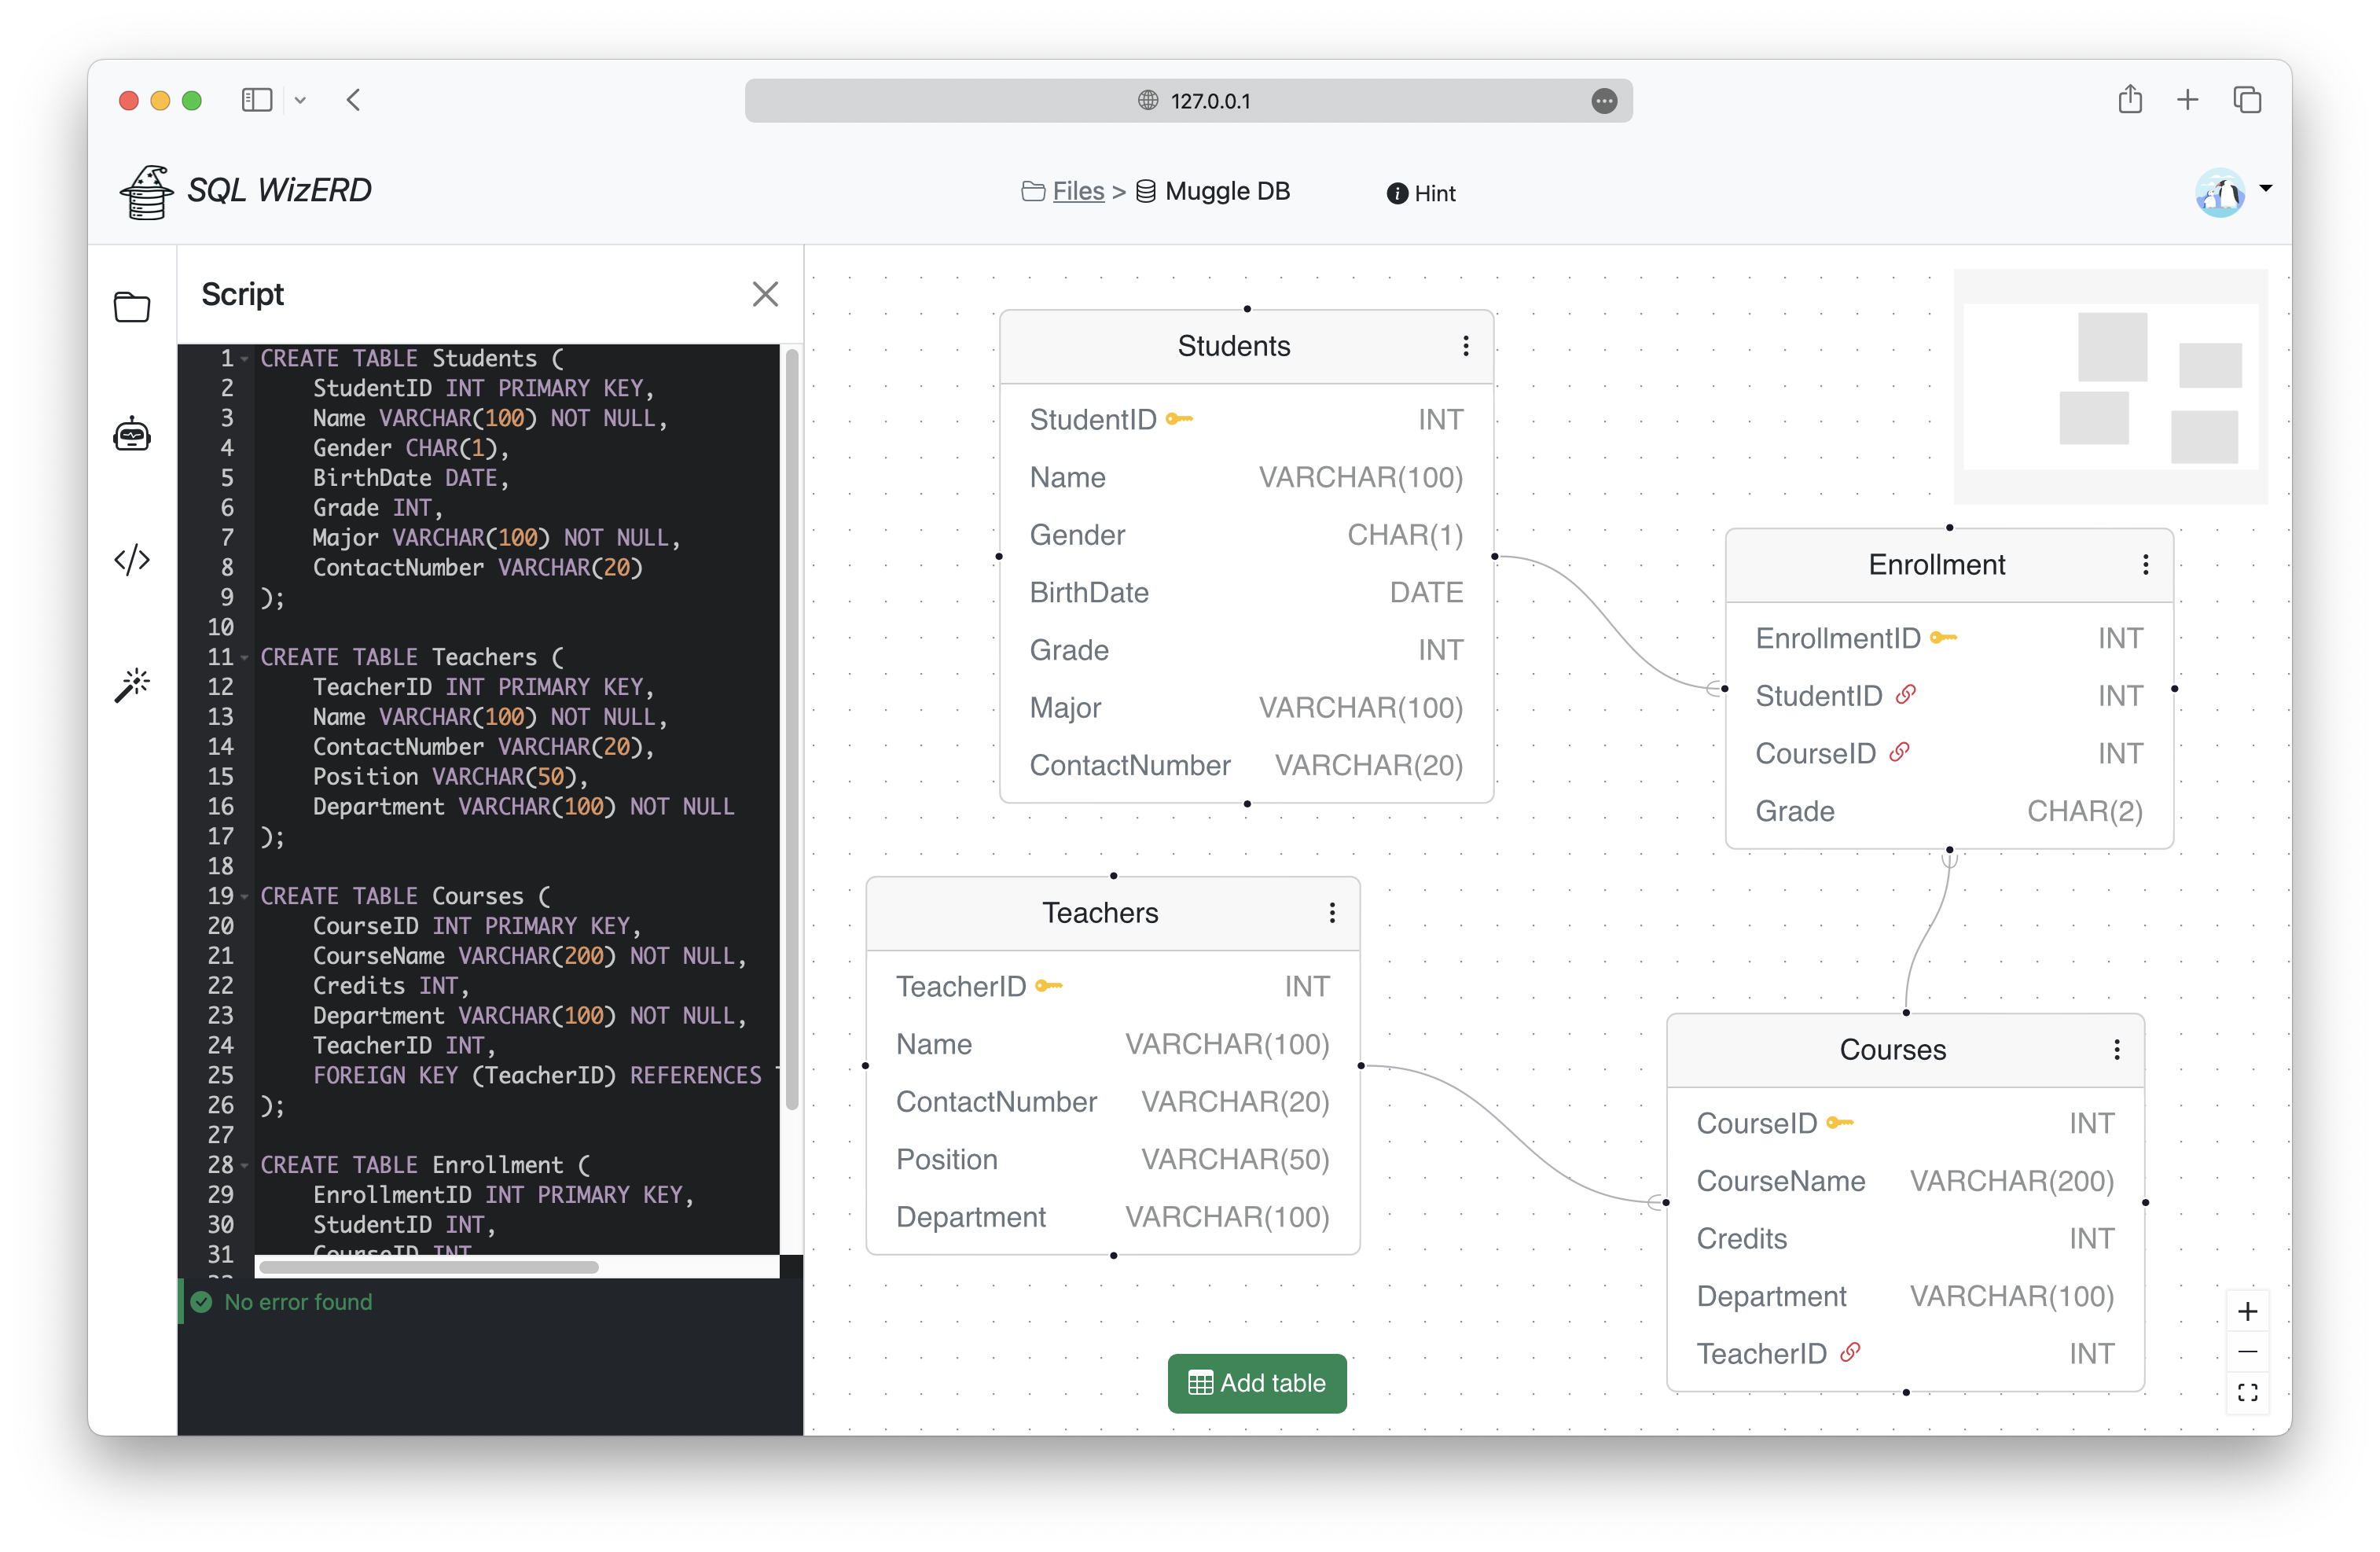 127.0.0.1
SQL WizERD
Files > Muggle DB
Hint
Script
1 CREATE TABLE Students (
2 StudentID INT PRIMARY KEY,
3 Name VARCHAR(100) NOT NULL,
4 Gender CHAR(1),
5 BirthDate DATE,
6 Grade INT,
7 Major VARCHAR(100) NOT NULL,
8 ContactNumber VARCHAR(20)
9 );
10
11 CREATE TABLE Teachers (
12 TeacherID INT PRIMARY KEY,
13 Name VARCHAR(100) NOT NULL,
14 ContactNumber VARCHAR(20),
15 Position VARCHAR(50),
16 Department VARCHAR(100) NOT NULL
17 );
18
19 CREATE TABLE Courses (
20 CourseID INT PRIMARY KEY,
21 CourseName VARCHAR(200) NOT NULL,
22 Credits INT,
23 Department VARCHAR(100) NOT NULL,
24 TeacherID INT,
25 FOREIGN KEY (TeacherID) REFERENCES
26 );
27
28 CREATE TABLE Enrollment (
29 EnrollmentID INT PRIMARY KEY,
30 StudentID INT,
31 CourseID INT
No error found
Students
StudentID INT
Name VARCHAR(100)
Gender CHAR(1)
BirthDate DATE
Grade INT
Major VARCHAR(100)
ContactNumber VARCHAR(20)
Enrollment
EnrollmentID INT
StudentID INT
CourseID INT
Grade CHAR(2)
Teachers
TeacherID INT
Name VARCHAR(100)
ContactNumber VARCHAR(20)
Position VARCHAR(50)
Department VARCHAR(100)
Courses
CourseID INT
CourseName VARCHAR(200)
Credits INT
Department VARCHAR(100)
TeacherID INT
Add table